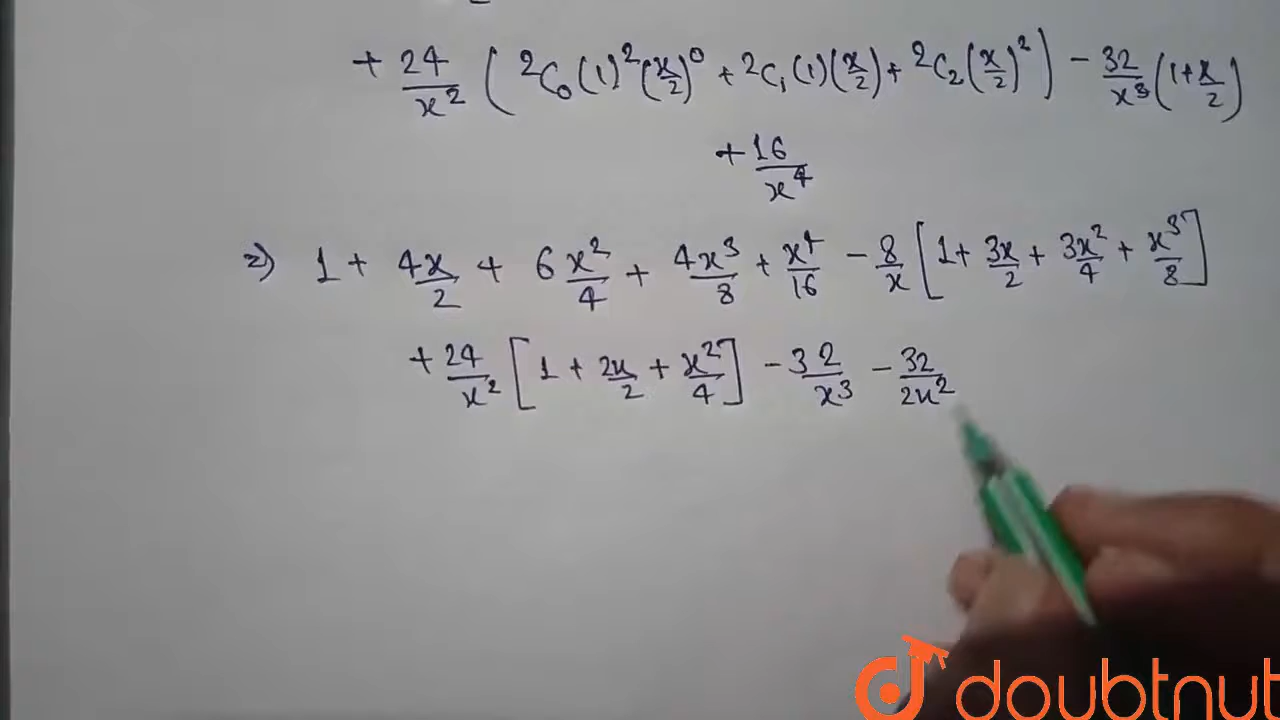 + 24/x² ( ²C₀(1)²(x/2)⁰ + ²C₁(1)(x/2) + ²C₂(x/2)² ) - 32/x³ (1+x/2)
+ 16/x⁴
⇒) 1 + 4x/2 + 6x²/4 + 4x³/8 + x⁴/16 - 8/x [1 + 3x/2 + 3x²/4 + x³/8]
+ 24/x² [1 + 2x/2 + x²/4] - 32/x³ - 32/2x²
doubtnut